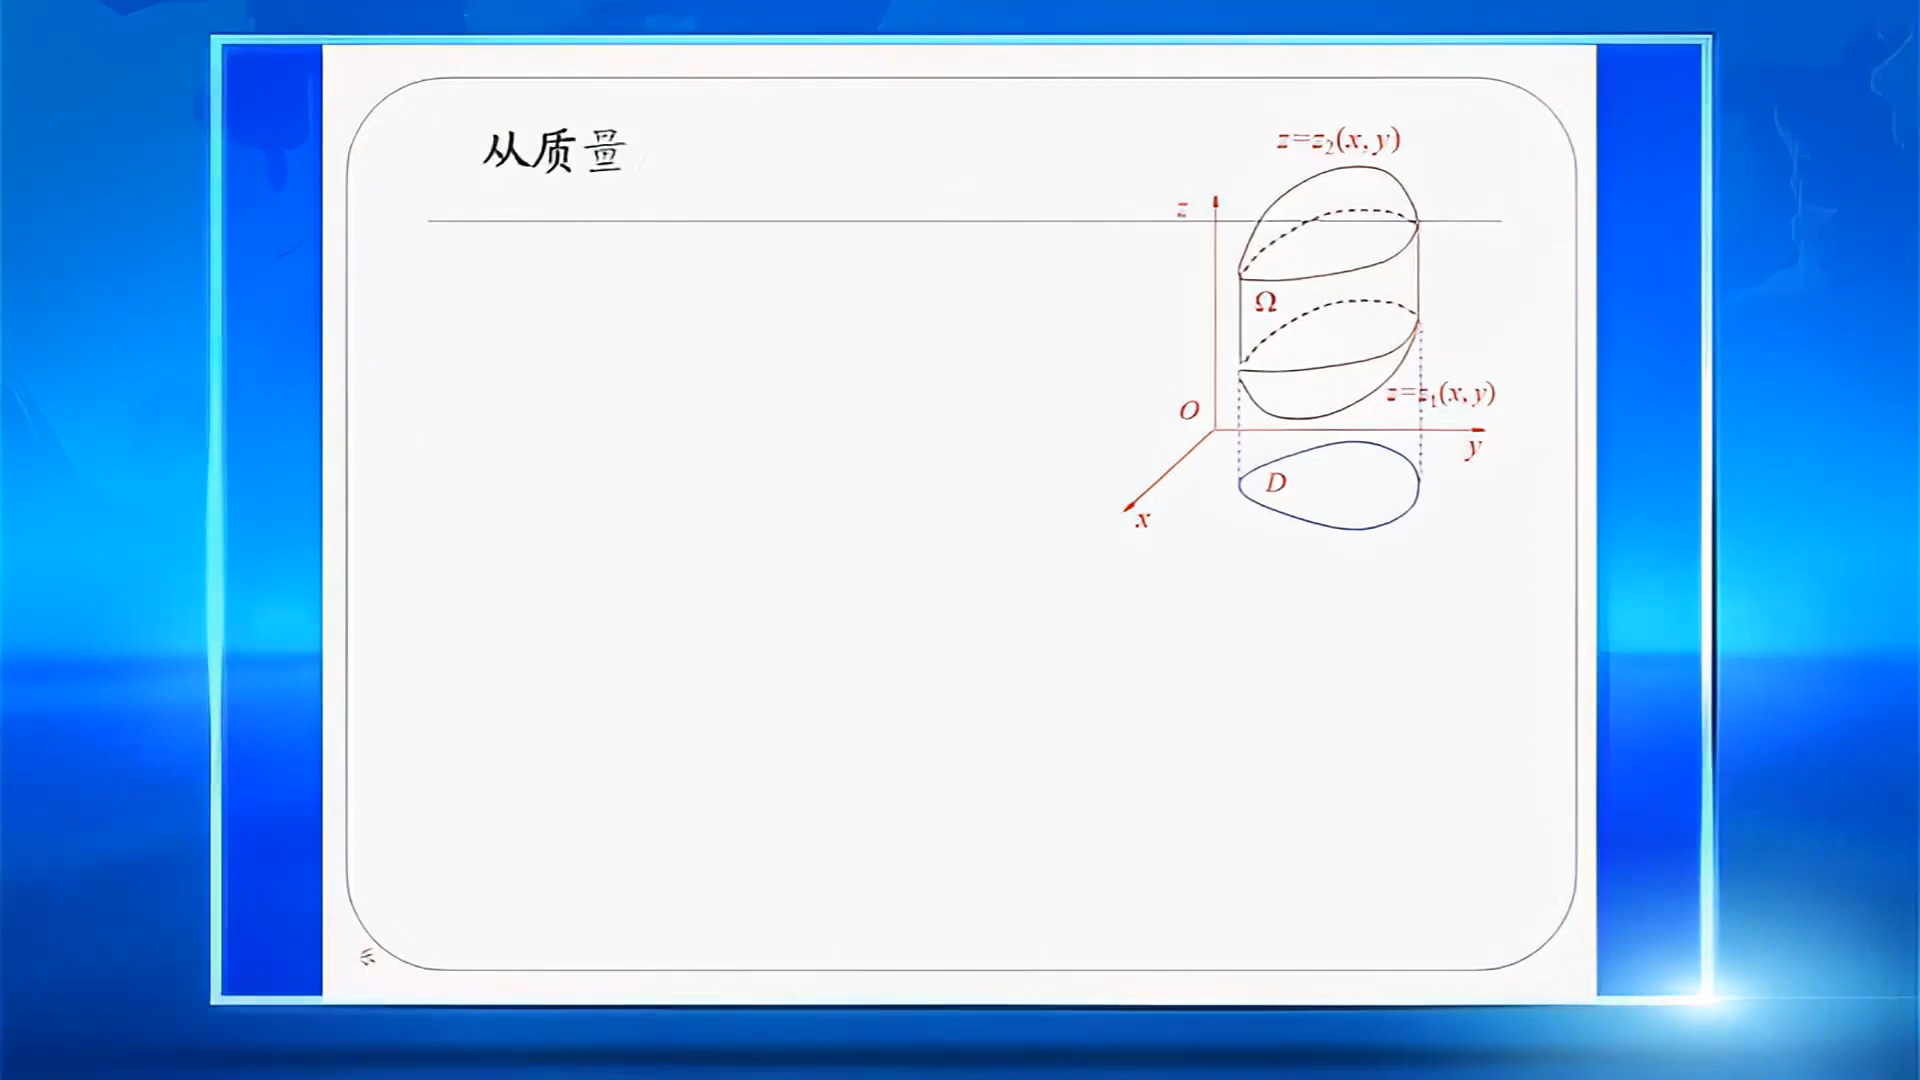 从质量
z=z₂(x, y)
z
Ω
z=z₁(x, y)
O
y
D
x